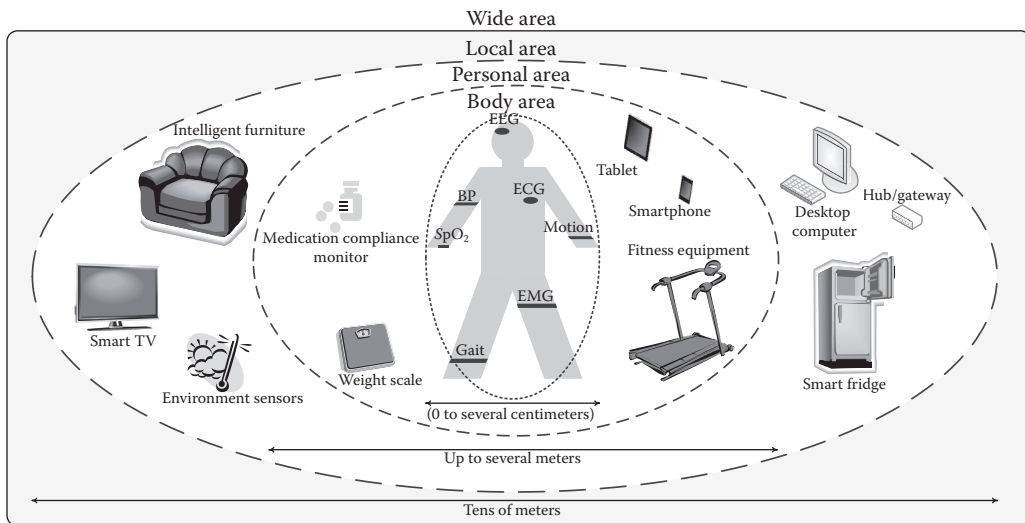 Wide area
Local area
Personal area
Body area
EEG
Intelligent furniture
Tablet
BP
ECG
Smartphone
Desktop
computer
Hub/gateway
SpO₂
Motion
Medication compliance
monitor
Fitness equipment
EMG
Smart TV
Gait
Weight scale
Environment sensors
Smart fridge
(0 to several centimeters)
Up to several meters
Tens of meters